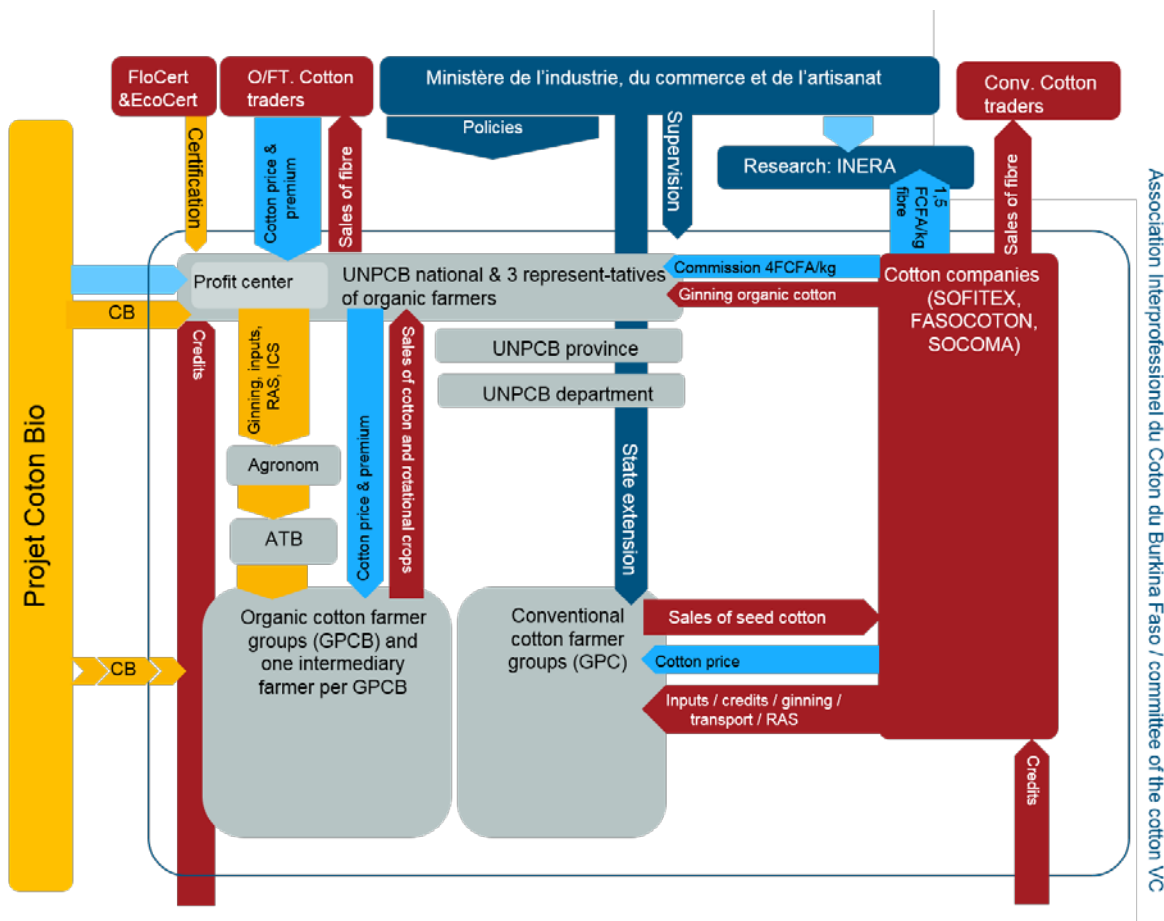 FloCert
&EcoCert
O/FT. Cotton
traders
Ministère de l'industrie, du commerce et de l'artisanat
Conv. Cotton
traders
Policies
Supervision
Research: INERA
Certification
Cotton price &
premium
Sales of fibre
1,5
FCFA/kg
fibre
Sales of fibre
Profit center
UNPCB national & 3 represent-tatives
of organic farmers
Commission 4FCFA/kg
Ginning organic cotton
Cotton companies
(SOFITEX,
FASOCOTON,
SOCOMA)
CB
Credits
Ginning, inputs,
RAS, ICS
UNPCB province
UNPCB department
Cotton price & premium
Sales of cotton and rotational crops
State extension
Agronom
ATB
Projet Coton Bio
Organic cotton farmer
groups (GPCB) and
one intermediary
farmer per GPCB
Conventional
cotton farmer
groups (GPC)
Sales of seed cotton
Cotton price
Inputs / credits / ginning /
transport / RAS
CB
Credits
Association Interprofessionel du Coton du Burkina Faso / committee of the cotton VC